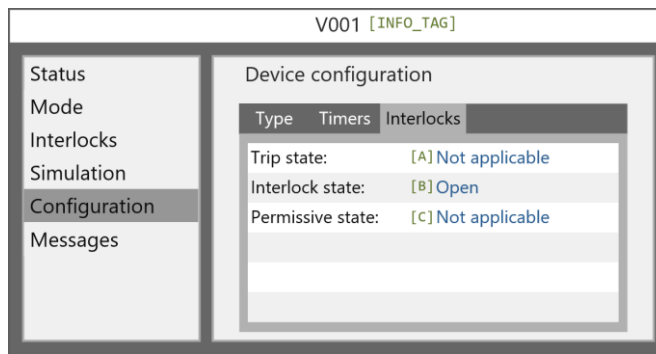 V001 [INFO_TAG]
Status
Mode
Interlocks
Simulation
Configuration
Messages
Device configuration
Type Timers Interlocks
Trip state: [A] Not applicable
Interlock state: [B] Open
Permissive state: [C] Not applicable